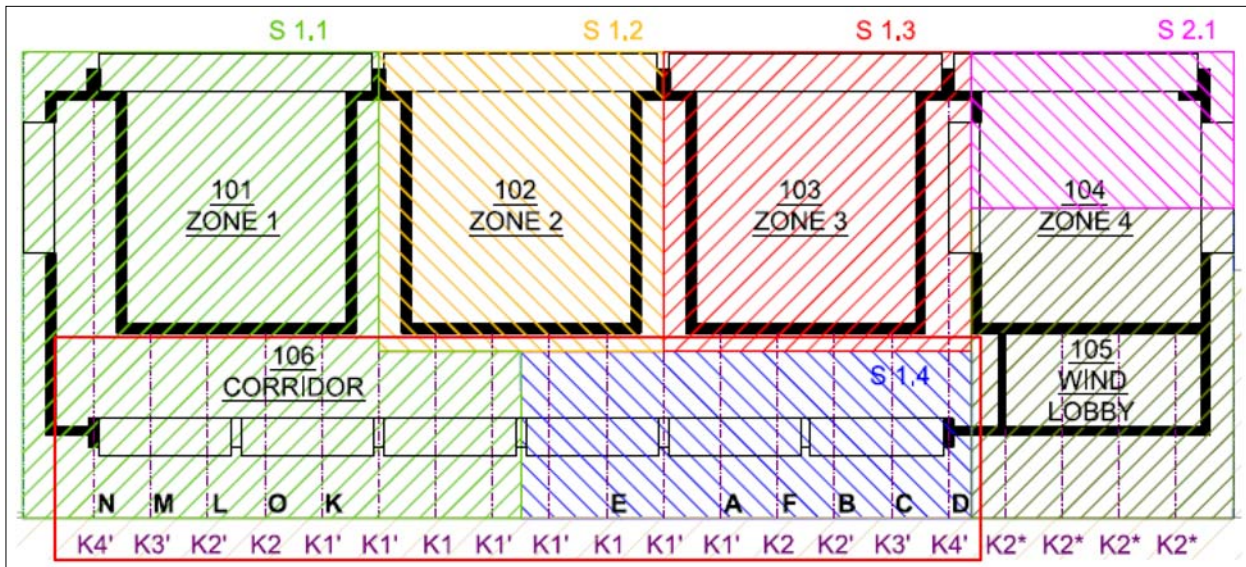 S 1,1 S 1,2 S 1,3 S 2.1
101 102 103 104
ZONE 1 ZONE 2 ZONE 3 ZONE 4
106 105
CORRIDOR S 1,4 WIND
LOBBY
N M L O K E A F B C D
K4' K3' K2' K2 K1' K1' K1 K1' K1' K1 K1' K1' K2 K2' K3' K4' K2* K2* K2* K2*